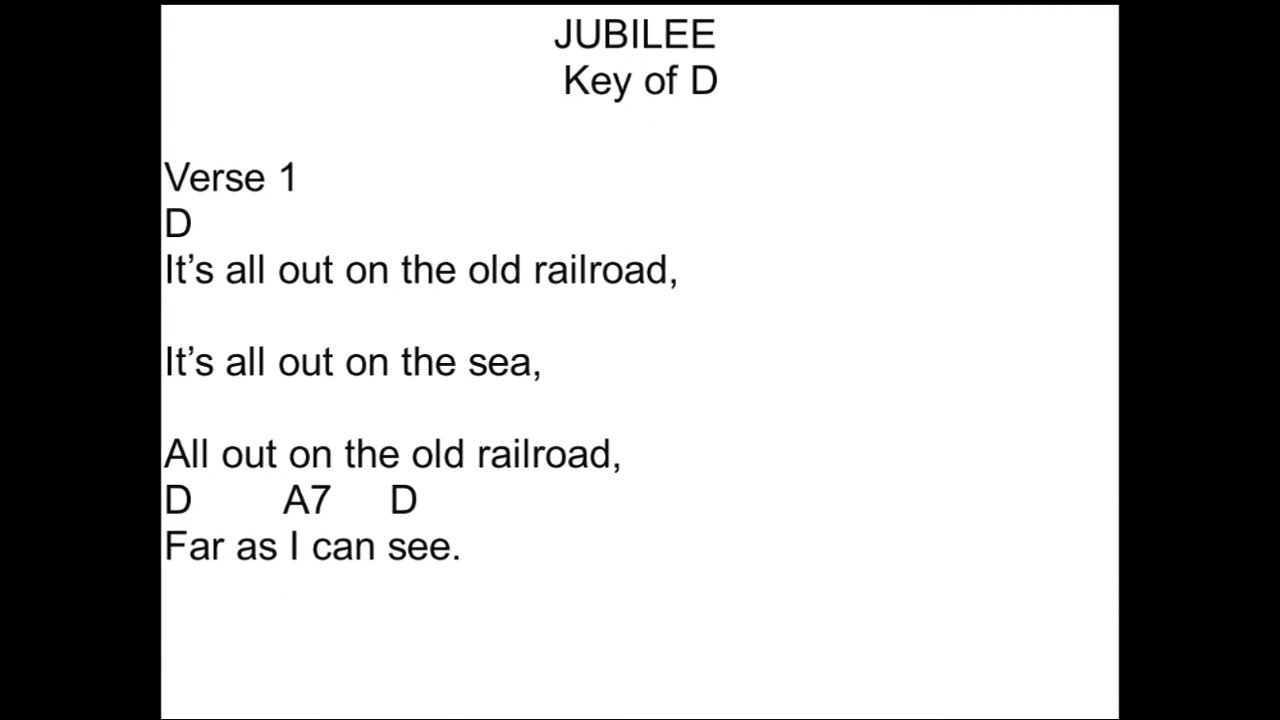 JUBILEE
Key of D
Verse 1
D
It’s all out on the old railroad,
It’s all out on the sea,
All out on the old railroad,
D A7 D
Far as I can see.